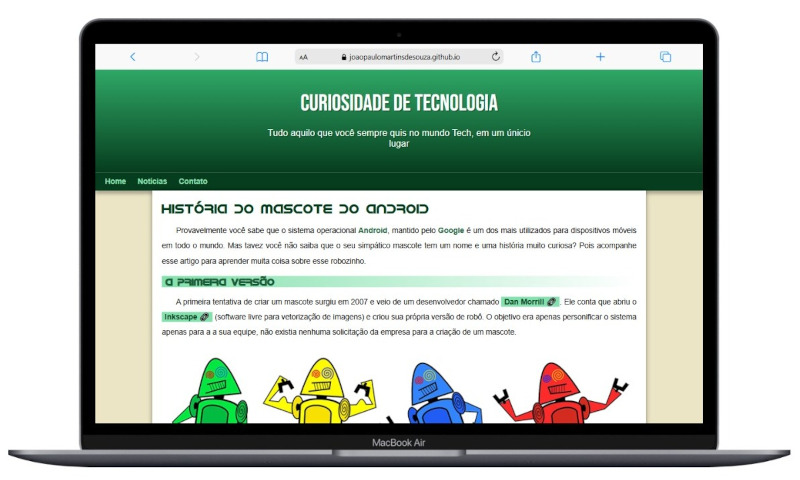 AA joaopaulomartinsdesouza.github.io
CURIOSIDADE DE TECNOLOGIA
Tudo aquilo que você sempre quis no mundo Tech, em um únicio
lugar
Home Notícias Contato
HISTÓRIA DO MASCOTE DO ANDROID
Provavelmente você sabe que o sistema operacional Android, mantido pelo Google é um dos mais utilizados para dispositivos móveis
em todo o mundo. Mas tavez você não saiba que o seu simpático mascote tem um nome e uma história muito curiosa? Pois acompanhe
esse artigo para aprender muita coisa sobre esse robozinho.
A PRIMERA VERSÃO
A primeira tentativa de criar um mascote surgiu em 2007 e veio de um desenvolvedor chamado Dan Morrill. Ele conta que abriu o
Inkscape (software livre para vetorização de imagens) e criou sua própria versão de robô. O objetivo era apenas personificar o sistema
apenas para a a sua equipe, não existia nenhuma solicitação da empresa para a criação de um mascote.
MacBook Air